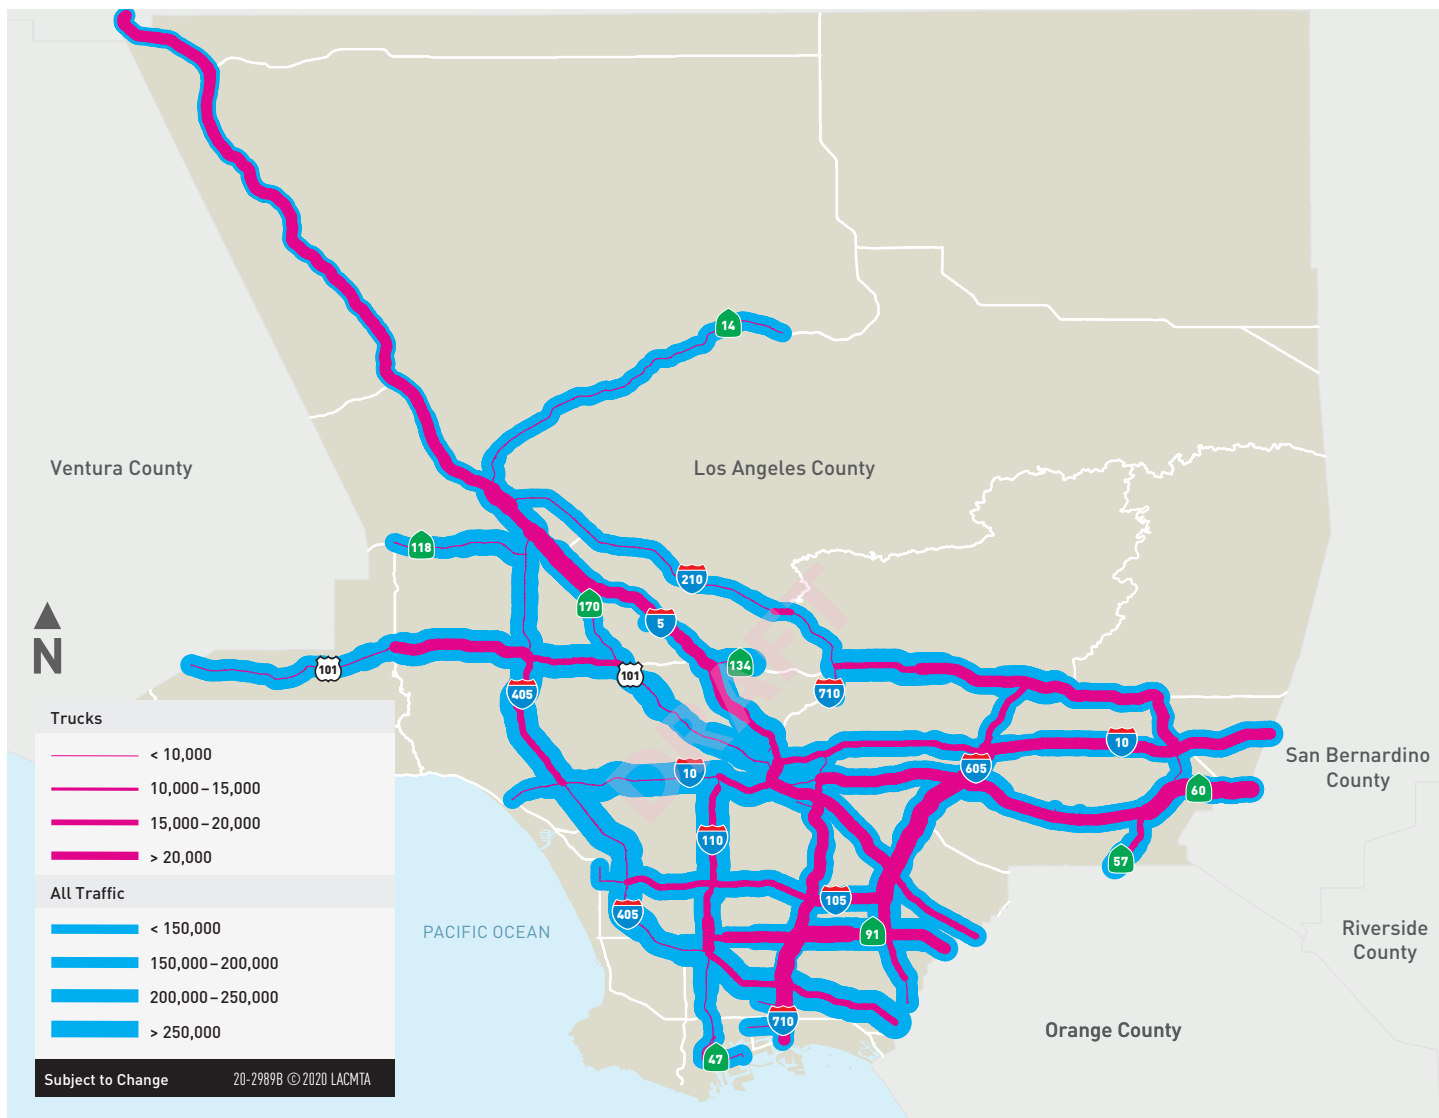 14
Ventura County
Los Angeles County
118
210
170
5
134
101
101
405
710
10
San Bernardino
County
605
10
60
110
57
105
405
91
PACIFIC OCEAN
Riverside
County
710
Orange County
47
N
Trucks
< 10,000
10,000–15,000
15,000–20,000
> 20,000
All Traffic
< 150,000
150,000–200,000
200,000–250,000
> 250,000
Subject to Change
20-2989B © 2020 LACMTA